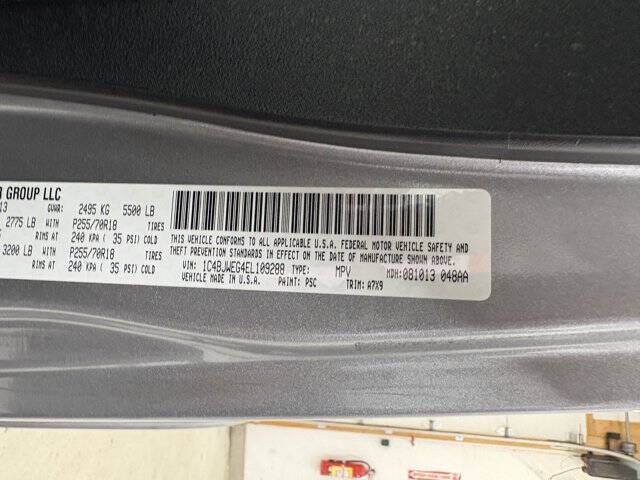 R GROUP LLC
13 GVWR: 2495 KG 5500 LB
2775 LB WITH P255/70R18 TIRES
RIMS AT 240 KPA ( 35 PSI) COLD
3200 LB WITH P255/70R18 TIRES
RIMS AT 240 KPA ( 35 PSI) COLD
THIS VEHICLE CONFORMS TO ALL APPLICABLE U.S.A. FEDERAL MOTOR VEHICLE SAFETY AND
THEFT PREVENTION STANDARDS IN EFFECT ON THE DATE OF MANUFACTURE SHOWN ABOVE.
VIN: 1C4BJWEG4EL109288 TYPE: MPV MDH: 081013 048AA
VEHICLE MADE IN U.S.A. PAINT: PSC TRIM: A7X9